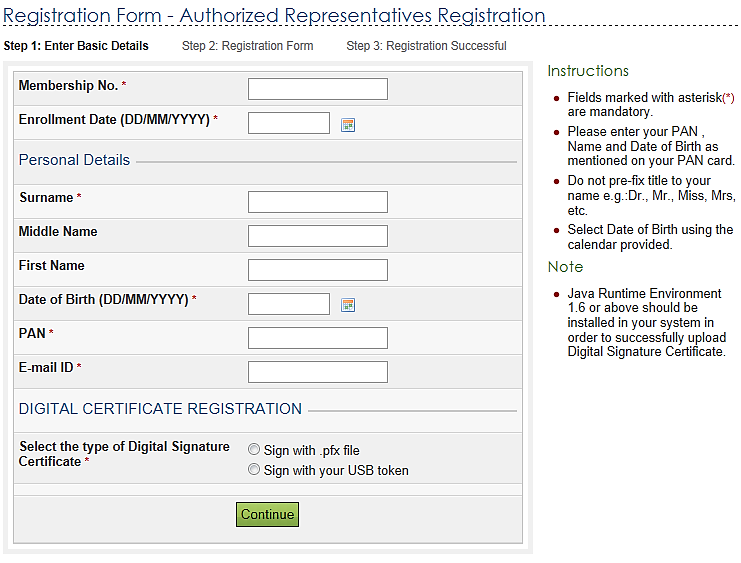 Registration Form - Authorized Representatives Registration
Step 1: Enter Basic Details Step 2: Registration Form Step 3: Registration Successful
Membership No. *
Enrollment Date (DD/MM/YYYY) *
Personal Details
Surname *
Middle Name
First Name
Date of Birth (DD/MM/YYYY) *
PAN *
E-mail ID *
DIGITAL CERTIFICATE REGISTRATION
Select the type of Digital Signature
Certificate *
Sign with .pfx file
Sign with your USB token
Continue
Instructions
Fields marked with asterisk(*)
are mandatory.
Please enter your PAN ,
Name and Date of Birth as
mentioned on your PAN card.
Do not pre-fix title to your
name e.g.:Dr., Mr., Miss, Mrs,
etc.
Select Date of Birth using the
calendar provided.
Note
Java Runtime Environment
1.6 or above should be
installed in your system in
order to successfully upload
Digital Signature Certificate.